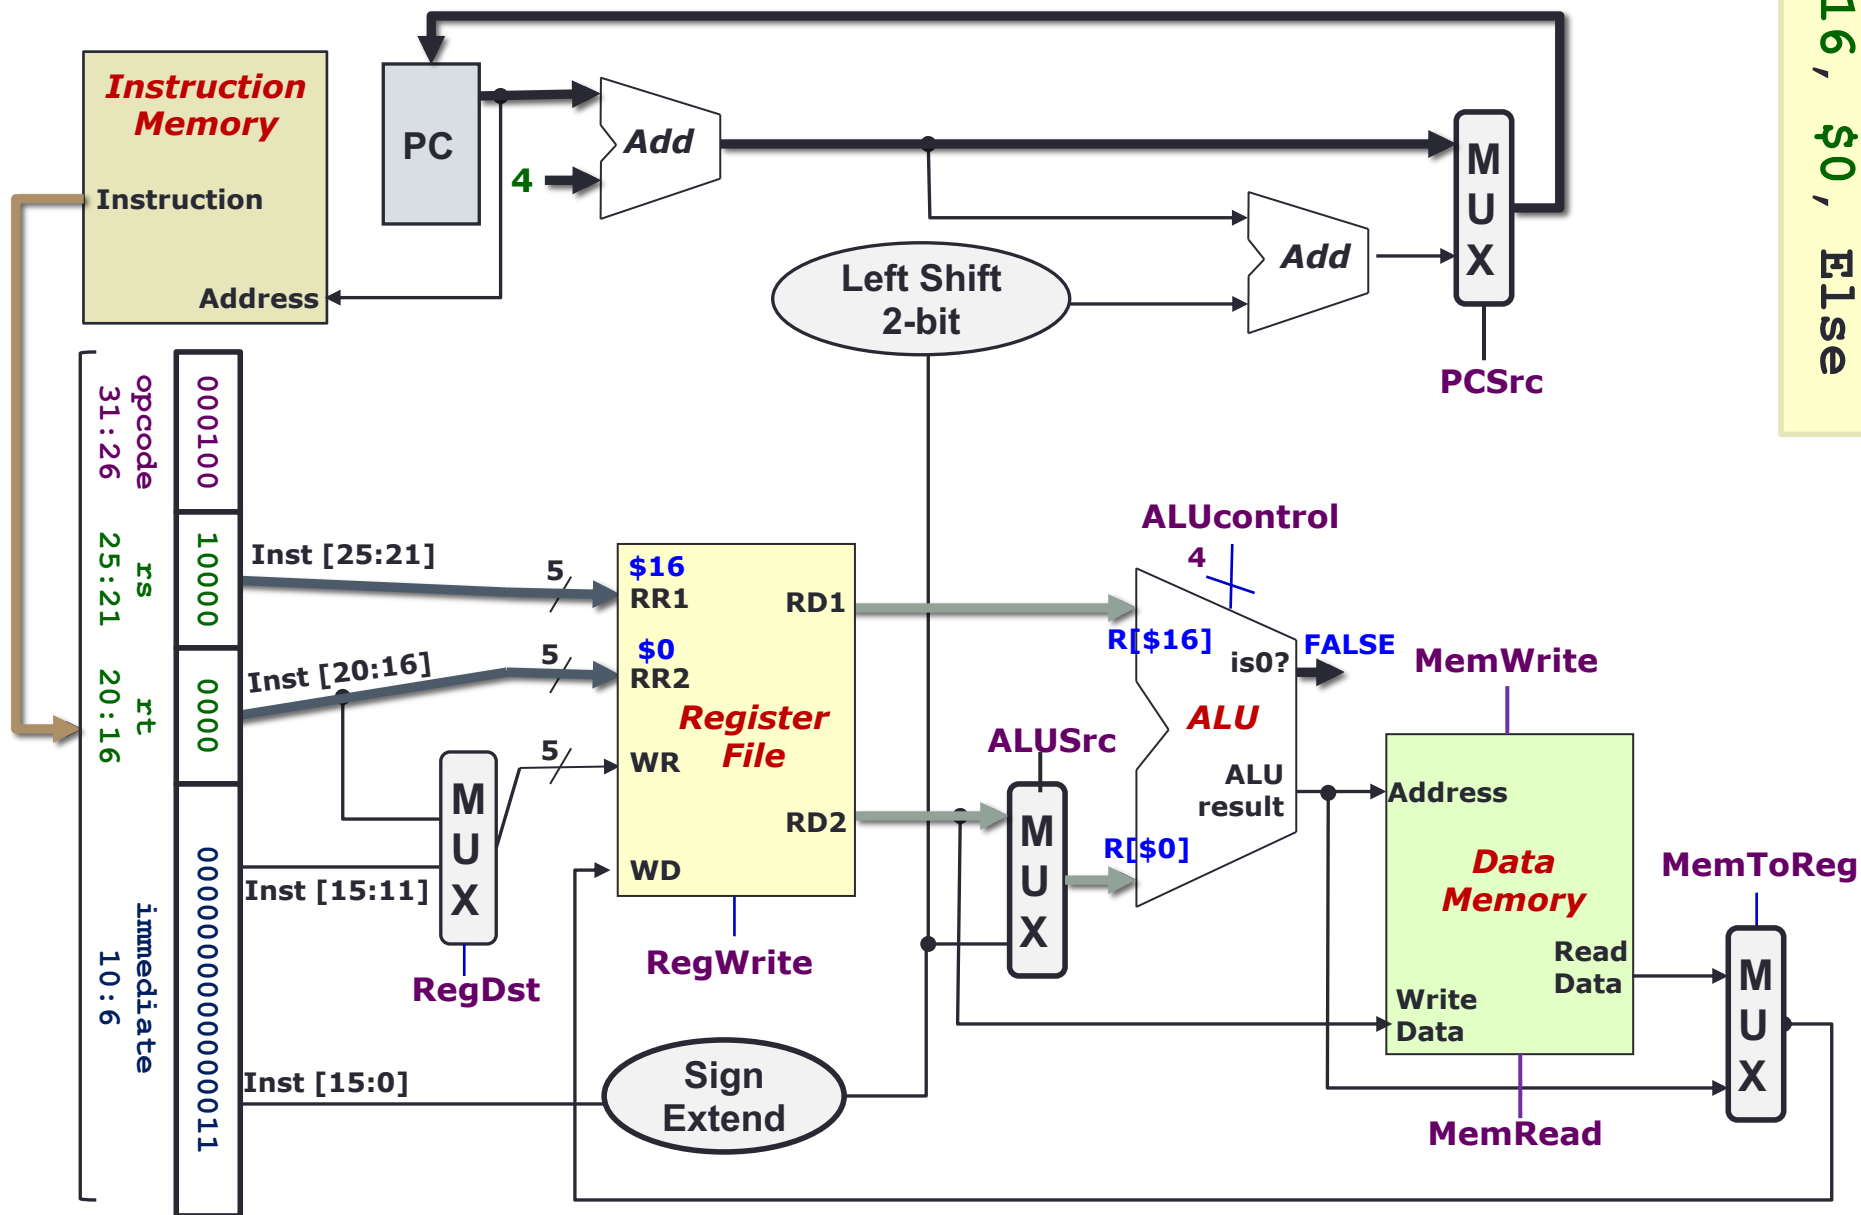 16, $0, Else
Instruction
Memory
Instruction
Address
PC
4
Add
Add
M
U
X
PCSrc
Left Shift
2-bit
opcode
31:26
000100
rs
25:21
10000
rt
20:16
0000
immediate
10:6
0000000000000011
Inst [25:21]
5
Inst [20:16]
5
5
Inst [15:11]
Inst [15:0]
M
U
X
RegDst
$16
RR1
$0
RR2
WR
WD
RD1
RD2
Register
File
RegWrite
Sign
Extend
ALUSrc
M
U
X
ALUcontrol
4
R[$16]
R[$0]
is0?
FALSE
ALU
ALU
result
MemWrite
Address
Data
Memory
Read
Data
Write
Data
MemRead
MemToReg
M
U
X